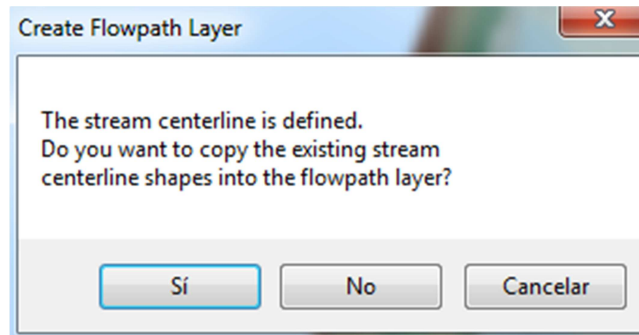 Create Flowpath Layer
The stream centerline is defined.
Do you want to copy the existing stream
centerline shapes into the flowpath layer?
Sí No Cancelar